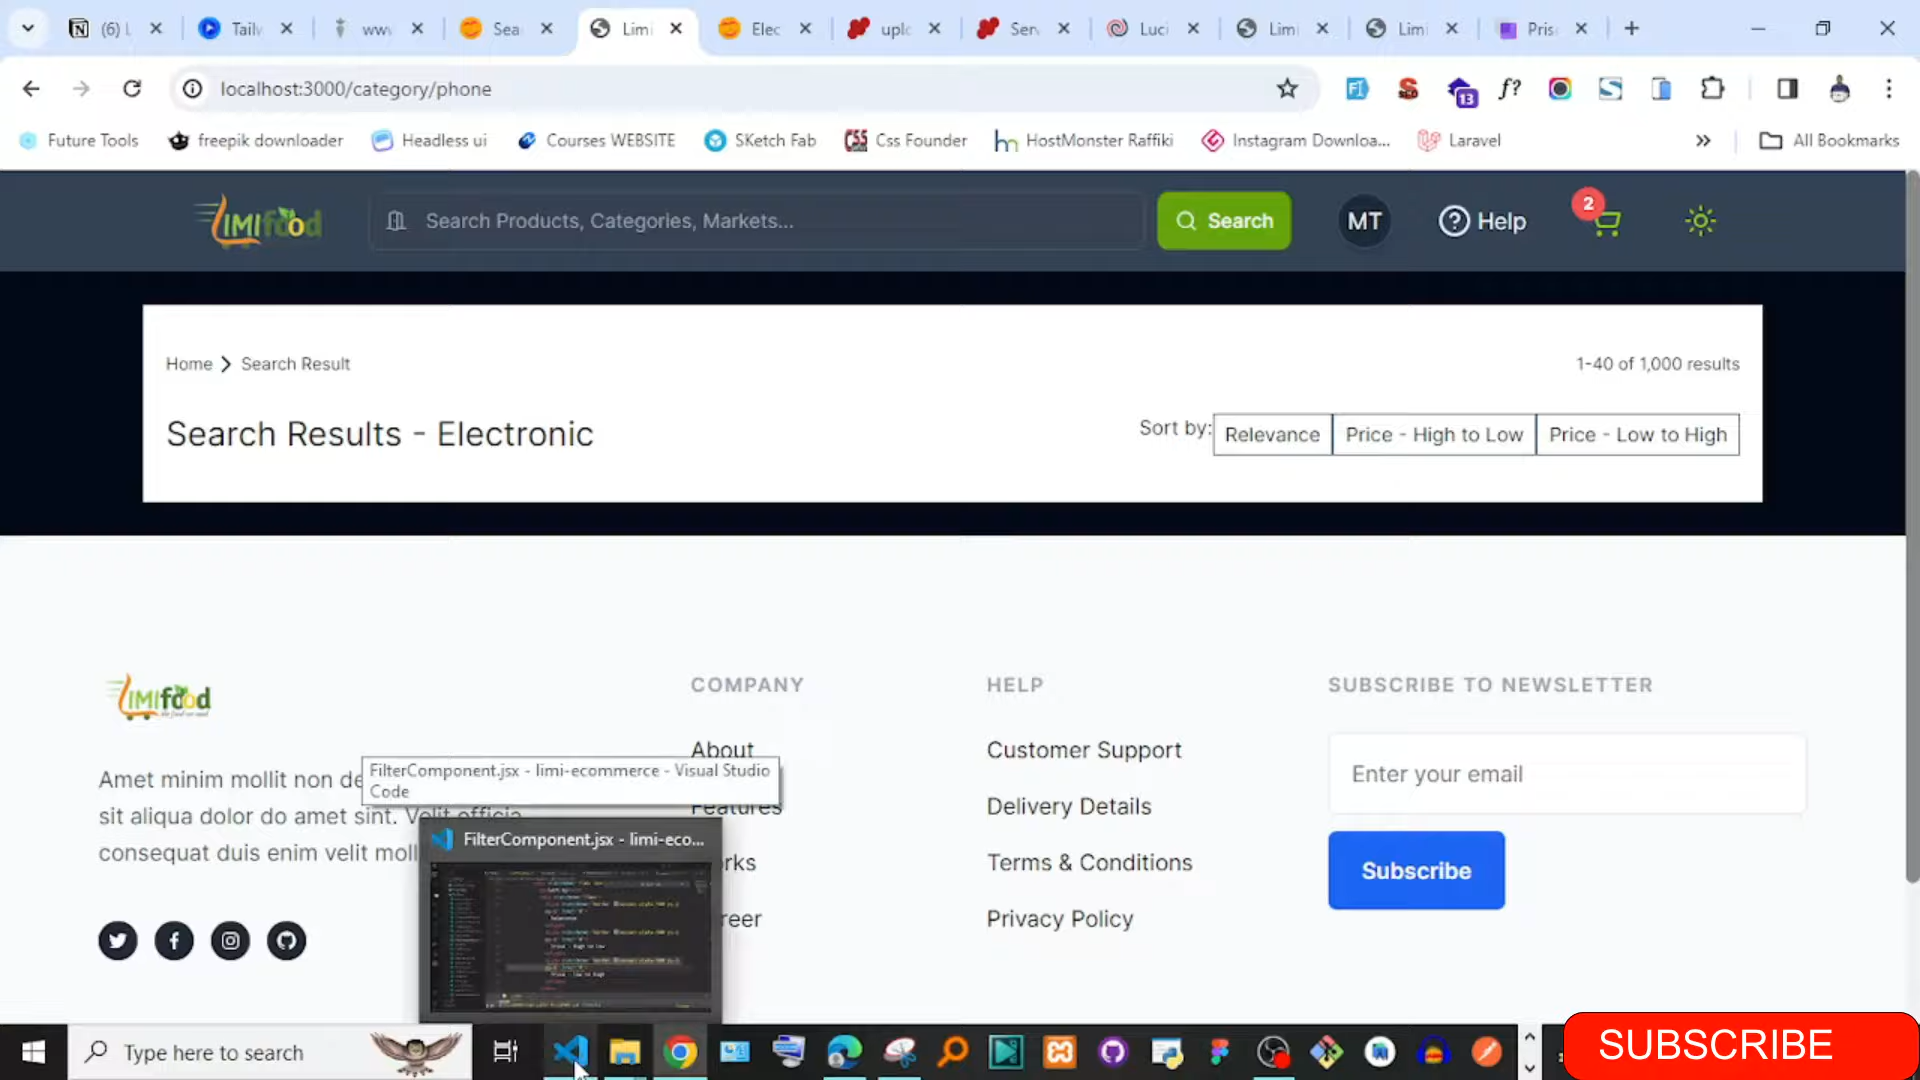 (6) L
Tailv
www
Sea
Limi
Elec
uplo
Serv
Luci
Limi
Limi
Pris
localhost:3000/category/phone
13
Future Tools
freepik downloader
Headless ui
Courses WEBSITE
SKetch Fab
Css Founder
HostMonster Raffiki
Instagram Downloa...
Laravel
All Bookmarks
LIMIfood
Search Products, Categories, Markets...
Search
MT
Help
2
Home
Search Result
1-40 of 1,000 results
Search Results - Electronic
Sort by:
Relevance
Price - High to Low
Price - Low to High
LIMIfood
Amet minim mollit non de
sit aliqua dolor do amet sint. Velit officia
consequat duis enim velit moll
COMPANY
About
Features
orks
reer
HELP
Customer Support
Delivery Details
Terms & Conditions
Privacy Policy
SUBSCRIBE TO NEWSLETTER
Enter your email
Subscribe
FilterComponent.jsx - limi-ecommerce - Visual Studio
Code
FilterComponent.jsx - limi-eco...
Type here to search
SUBSCRIBE